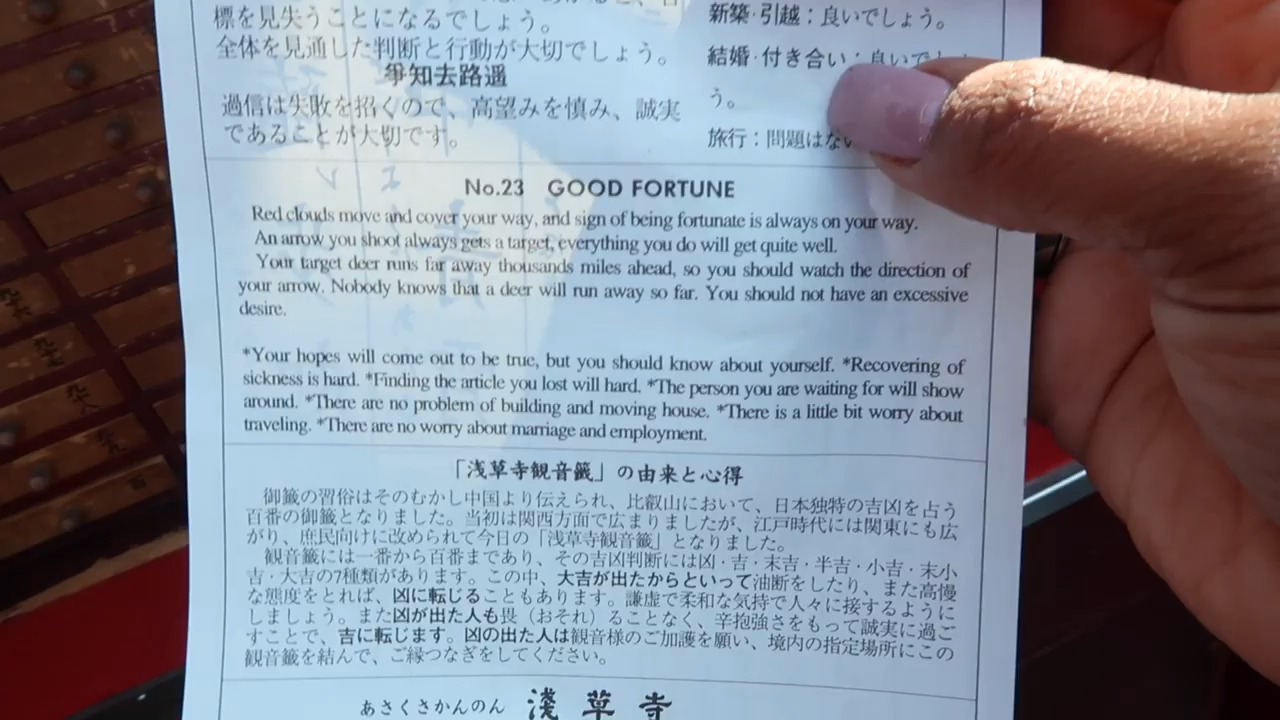 標を見失うことになるでしょう。
全体を見通した判断と行動が大切でしょう。
爭知去路遥
過信は失敗を招くので、高望みを慎み、誠実
であることが大切です。
新築·引越：良いでしょう。
結婚·付き合い：良いでしょ
う。
旅行：問題はな
No.23 GOOD FORTUNE
Red clouds move and cover your way, and sign of being fortunate is always on your way.
An arrow you shoot always gets a target, everything you do will get quite well.
Your target deer runs far away thousands miles ahead, so you should watch the direction of
your arrow. Nobody knows that a deer will run away so far. You should not have an excessive
desire.
*Your hopes will come out to be true, but you should know about yourself. *Recovering of
sickness is hard. *Finding the article you lost will hard. *The person you are waiting for will show
around. *There are no problem of building and moving house. *There is a little bit worry about
traveling. *There are no worry about marriage and employment.
「浅草寺観音籤」の由来と心得
御籤の習俗はそのむかし中国より伝えられ、比叡山において、日本独特の吉凶を占う
百番の御籤となりました。当初は関西方面で広まりましたが、江戸時代には関東にも広
がり、庶民向けに改められて今日の「浅草寺観音籤」となりました。
観音籤には一番から百番まであり、その吉凶判断には凶·吉·末吉·半吉·小吉·末小
吉·大吉の7種類があります。この中、大吉が出たからといって油断をしたり、また高慢
な態度をとれば、凶に転じることもあります。謙虚で柔和な気持で人々に接するように
しましょう。また凶が出た人も畏（おそれ）ることなく、辛抱強さをもって誠実に過ご
すことで、吉に転じます。凶の出た人は観音様のご加護を願い、境内の指定場所にこの
観音籤を結んで、ご縁つなぎをしてください。
あさくさかんのん 淺草寺
九十六
九十七
九十八
九十九
百